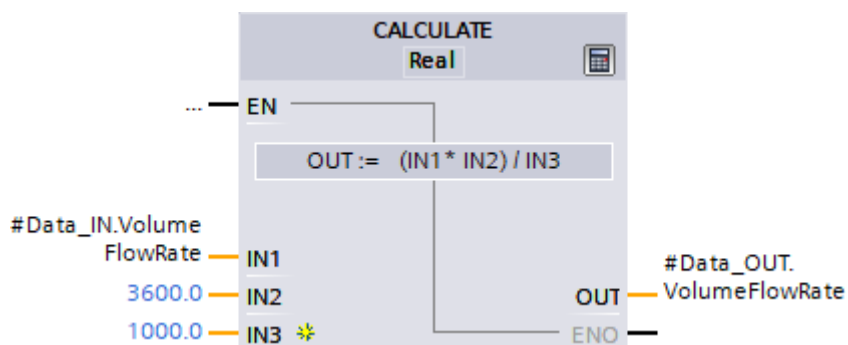 CALCULATE
Real
... EN
OUT := (IN1* IN2) / IN3
#Data_IN.Volume
FlowRate IN1
#Data_OUT.
3600.0 IN2 OUT VolumeFlowRate
1000.0 IN3 ENO